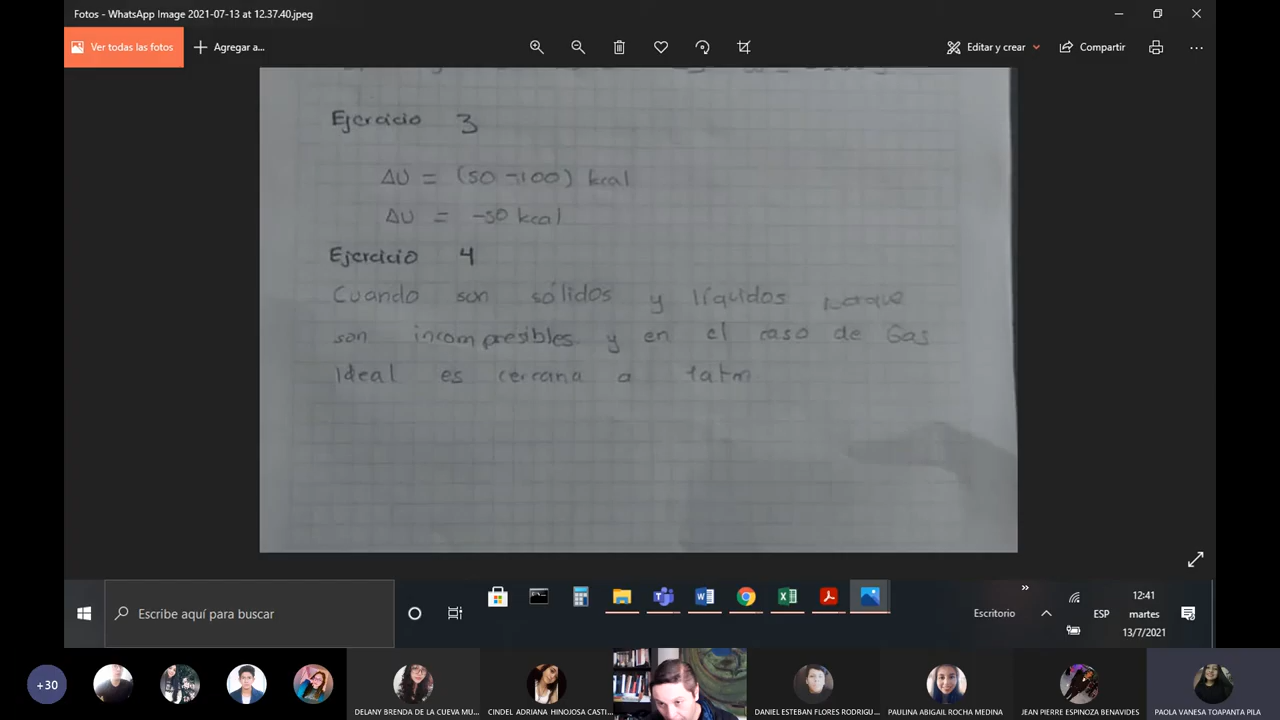 Fotos - WhatsApp Image 2021-07-13 at 12.37.40.jpeg
Ver todas las fotos
Agregar a...
Editar y crear
Compartir
Ejercicio 3
ΔU = (50-100) kcal
ΔU = -50 kcal
Ejercicio 4
Cuando son sólidos y líquidos
son incompresibles y en el caso de Gas
Ideal es cercana a 1atm
Escribe aquí para buscar
Escritorio
ESP
12:41
martes
13/7/2021
+30
DELANY BRENDA DE LA CUEVA MU...
CINDEL ADRIANA HINOJOSA CASTI...
DANIEL ESTEBAN FLORES RODRIGU...
PAULINA ABIGAIL ROCHA MEDINA
JEAN PIERRE ESPINOZA BENAVIDES
PAOLA VANESA TOAPANTA PILA